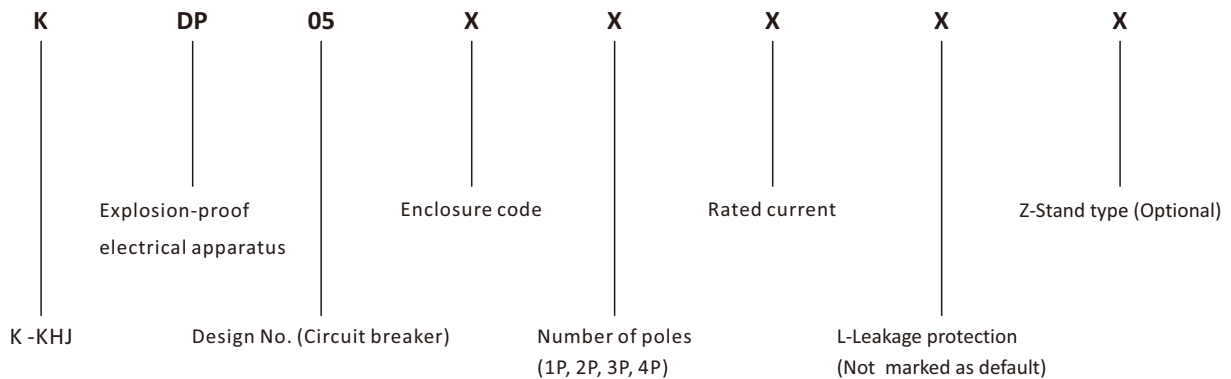 K DP 05 X X X X X
Explosion-proof
electrical apparatus
Enclosure code
Rated current
Z-Stand type (Optional)
K -KHJ
Design No. (Circuit breaker)
Number of poles
(1P, 2P, 3P, 4P)
L-Leakage protection
(Not marked as default)